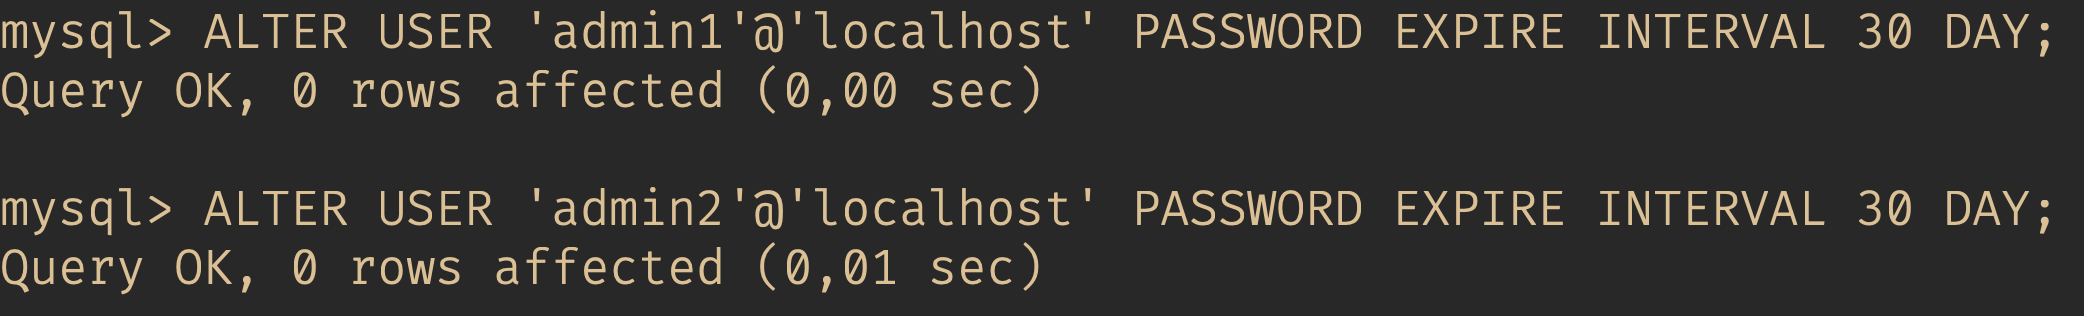 mysql> ALTER USER 'admin1'@'localhost' PASSWORD EXPIRE INTERVAL 30 DAY;
Query OK, 0 rows affected (0,00 sec)
mysql> ALTER USER 'admin2'@'localhost' PASSWORD EXPIRE INTERVAL 30 DAY;
Query OK, 0 rows affected (0,01 sec)